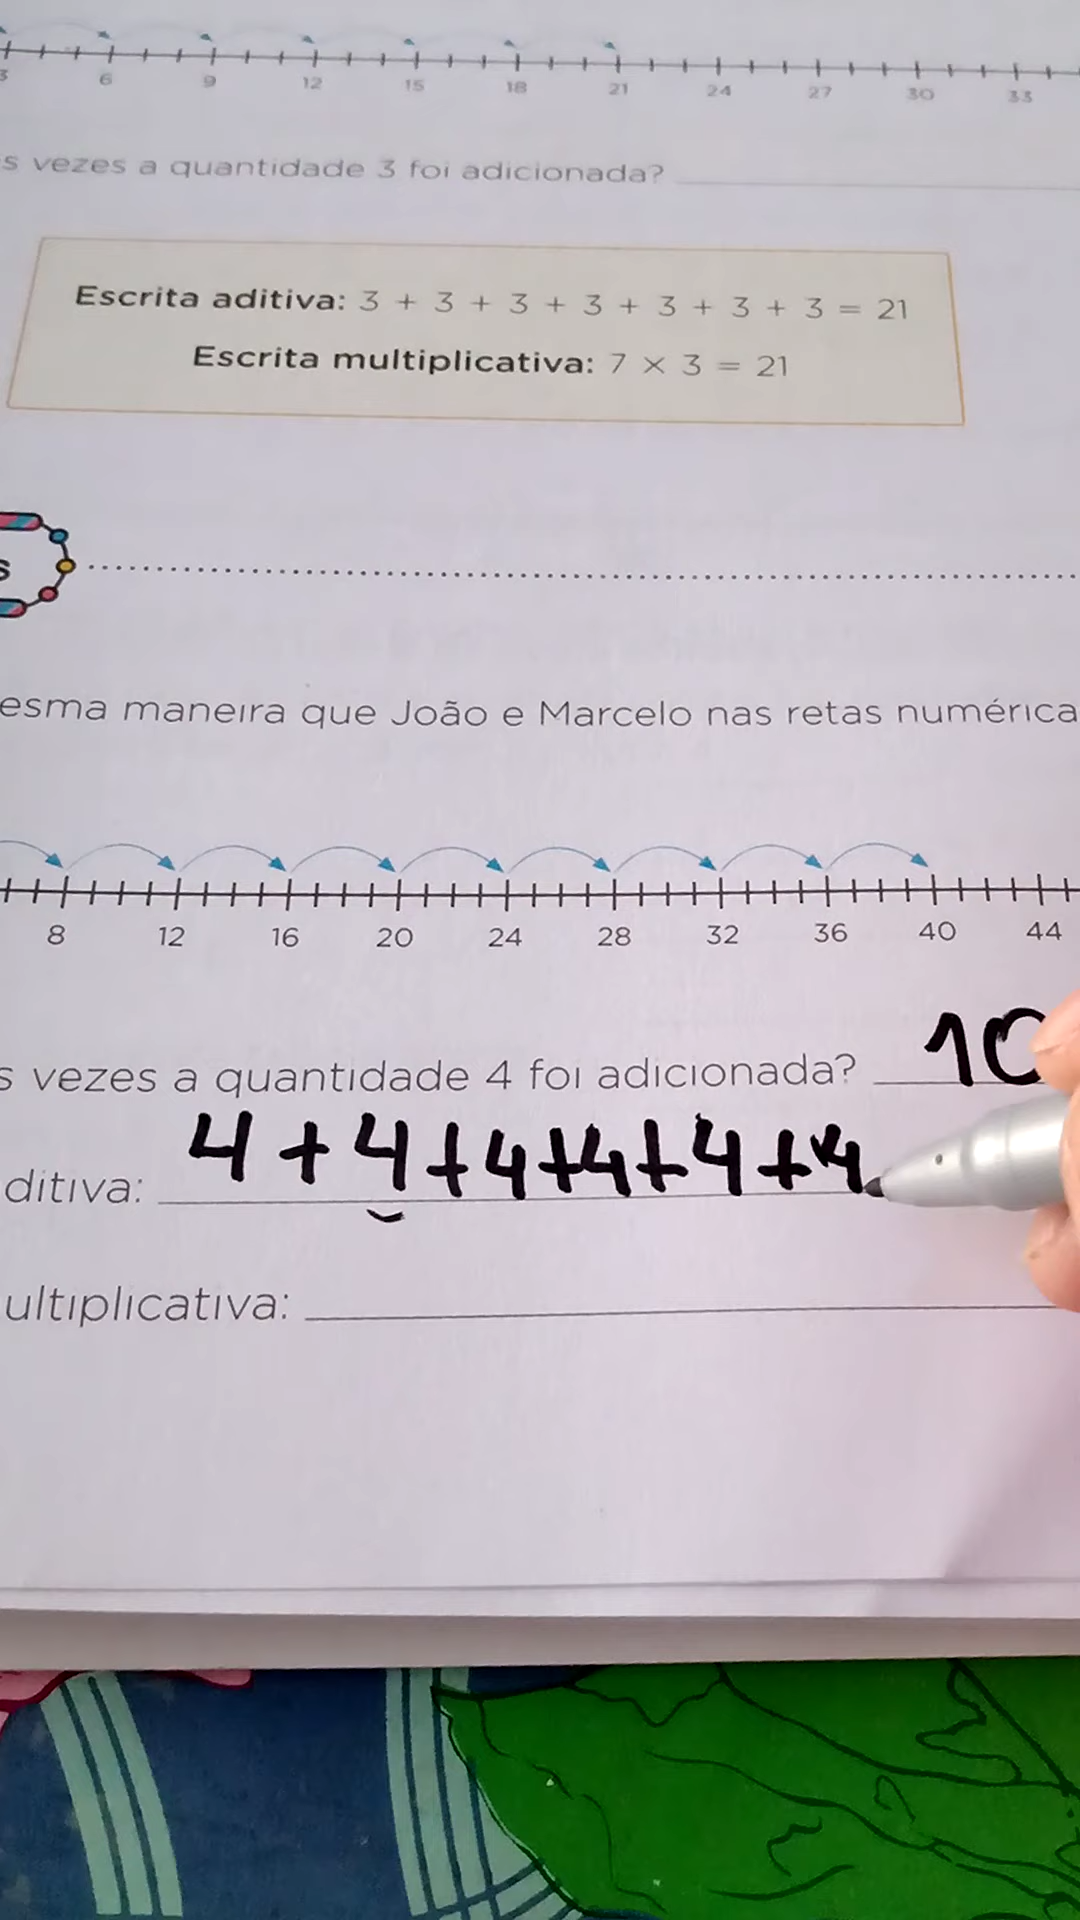 3 6 9 12 15 18 21 24 27 30 33
s vezes a quantidade 3 foi adicionada?
Escrita aditiva: 3 + 3 + 3 + 3 + 3 + 3 + 3 = 21
Escrita multiplicativa: 7 × 3 = 21
s
esma maneira que João e Marcelo nas retas numérica
8 12 16 20 24 28 32 36 40 44
s vezes a quantidade 4 foi adicionada? 10
ditiva: 4 + 4 + 4 + 4 + 4 + 4
ultiplicativa: